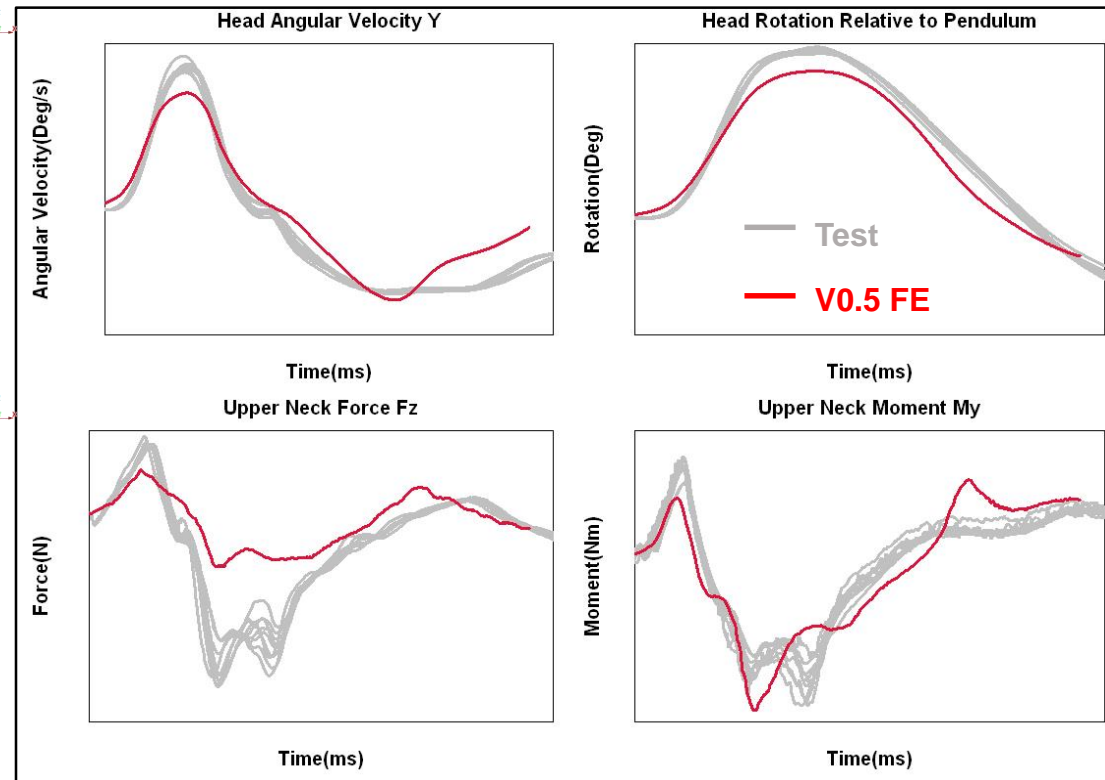 Head Angular Velocity Y
Angular Velocity(Deg/s)
Time(ms)
Head Rotation Relative to Pendulum
Rotation(Deg)
Test
V0.5 FE
Time(ms)
Upper Neck Force Fz
Force(N)
Time(ms)
Upper Neck Moment My
Moment(Nm)
Time(ms)